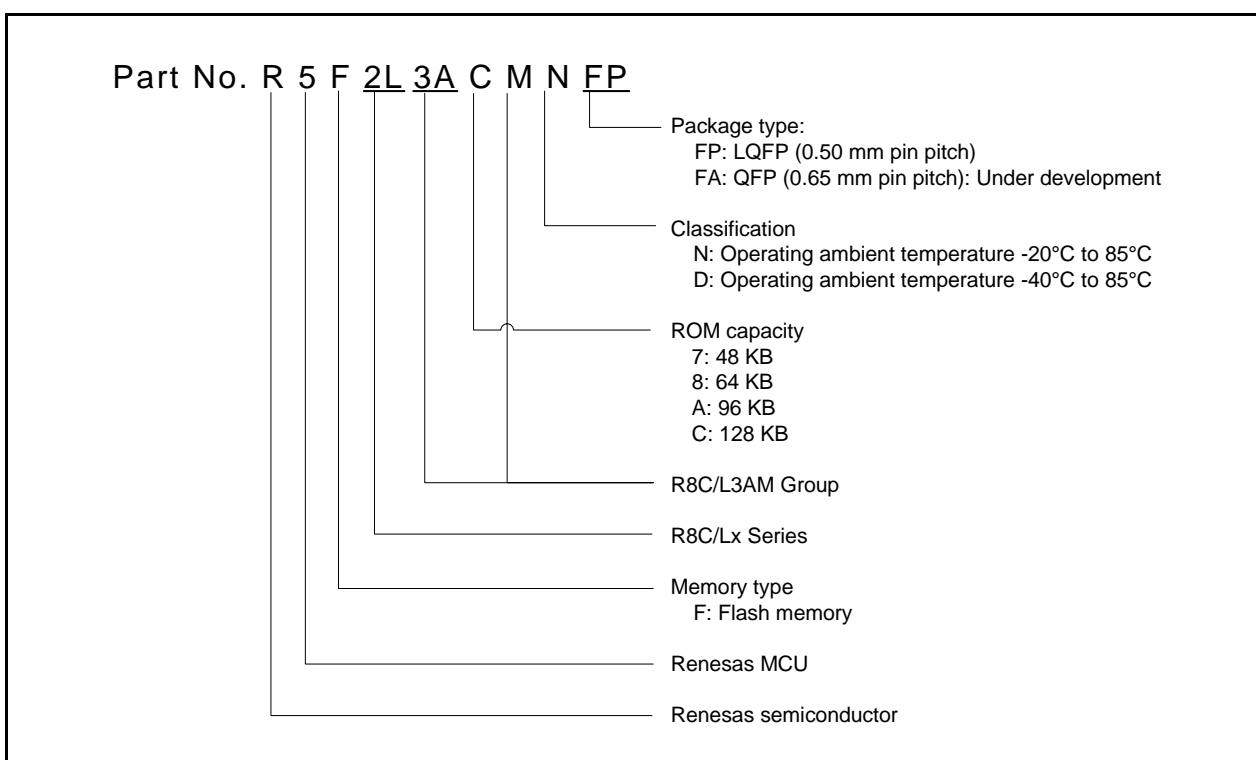 Part No. R 5 F 2L 3A C M N FP
Package type:
FP: LQFP (0.50 mm pin pitch)
FA: QFP (0.65 mm pin pitch): Under development
Classification
N: Operating ambient temperature -20°C to 85°C
D: Operating ambient temperature -40°C to 85°C
ROM capacity
7: 48 KB
8: 64 KB
A: 96 KB
C: 128 KB
R8C/L3AM Group
R8C/Lx Series
Memory type
F: Flash memory
Renesas MCU
Renesas semiconductor